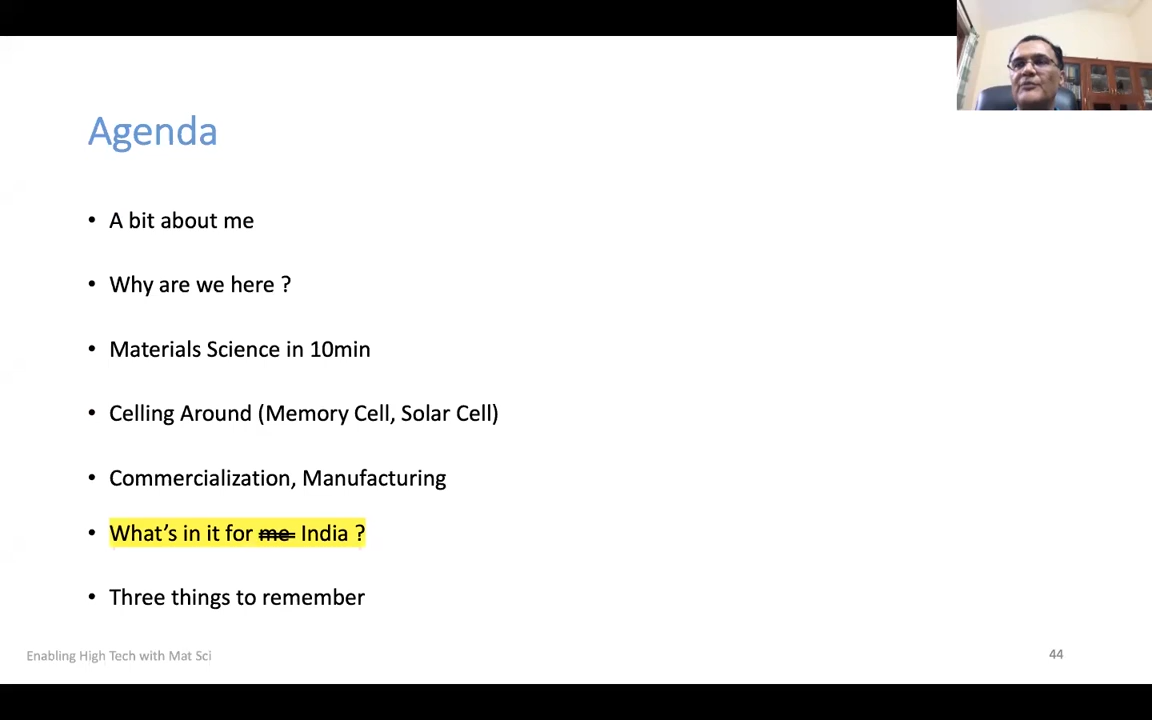 Agenda
• A bit about me
• Why are we here ?
• Materials Science in 10min
• Celling Around (Memory Cell, Solar Cell)
• Commercialization, Manufacturing
• What's in it for me India ?
• Three things to remember
Enabling High Tech with Mat Sci
44